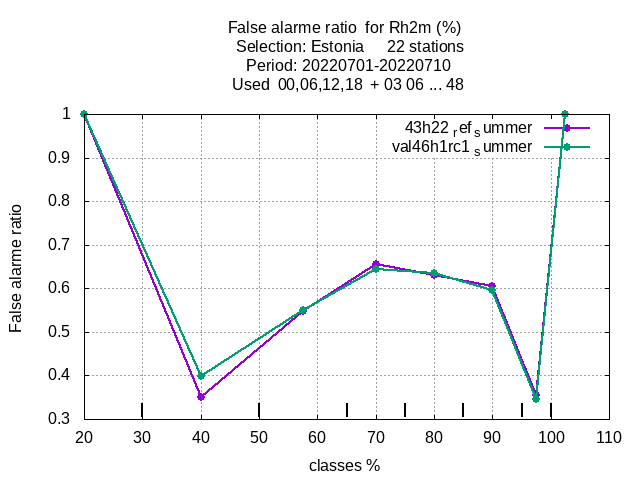 False alarme ratio  for Rh2m (%)
Selection: Estonia     22 stations
Period: 20220701-20220710
Used  00,06,12,18  + 03 06 ... 48
43h22 ref summer
val46h1rc1 summer
1
0.9
0.8
0.7
0.6
0.5
0.4
0.3
False alarme ratio
20 30 40 50 60 70 80 90 100 110
classes %